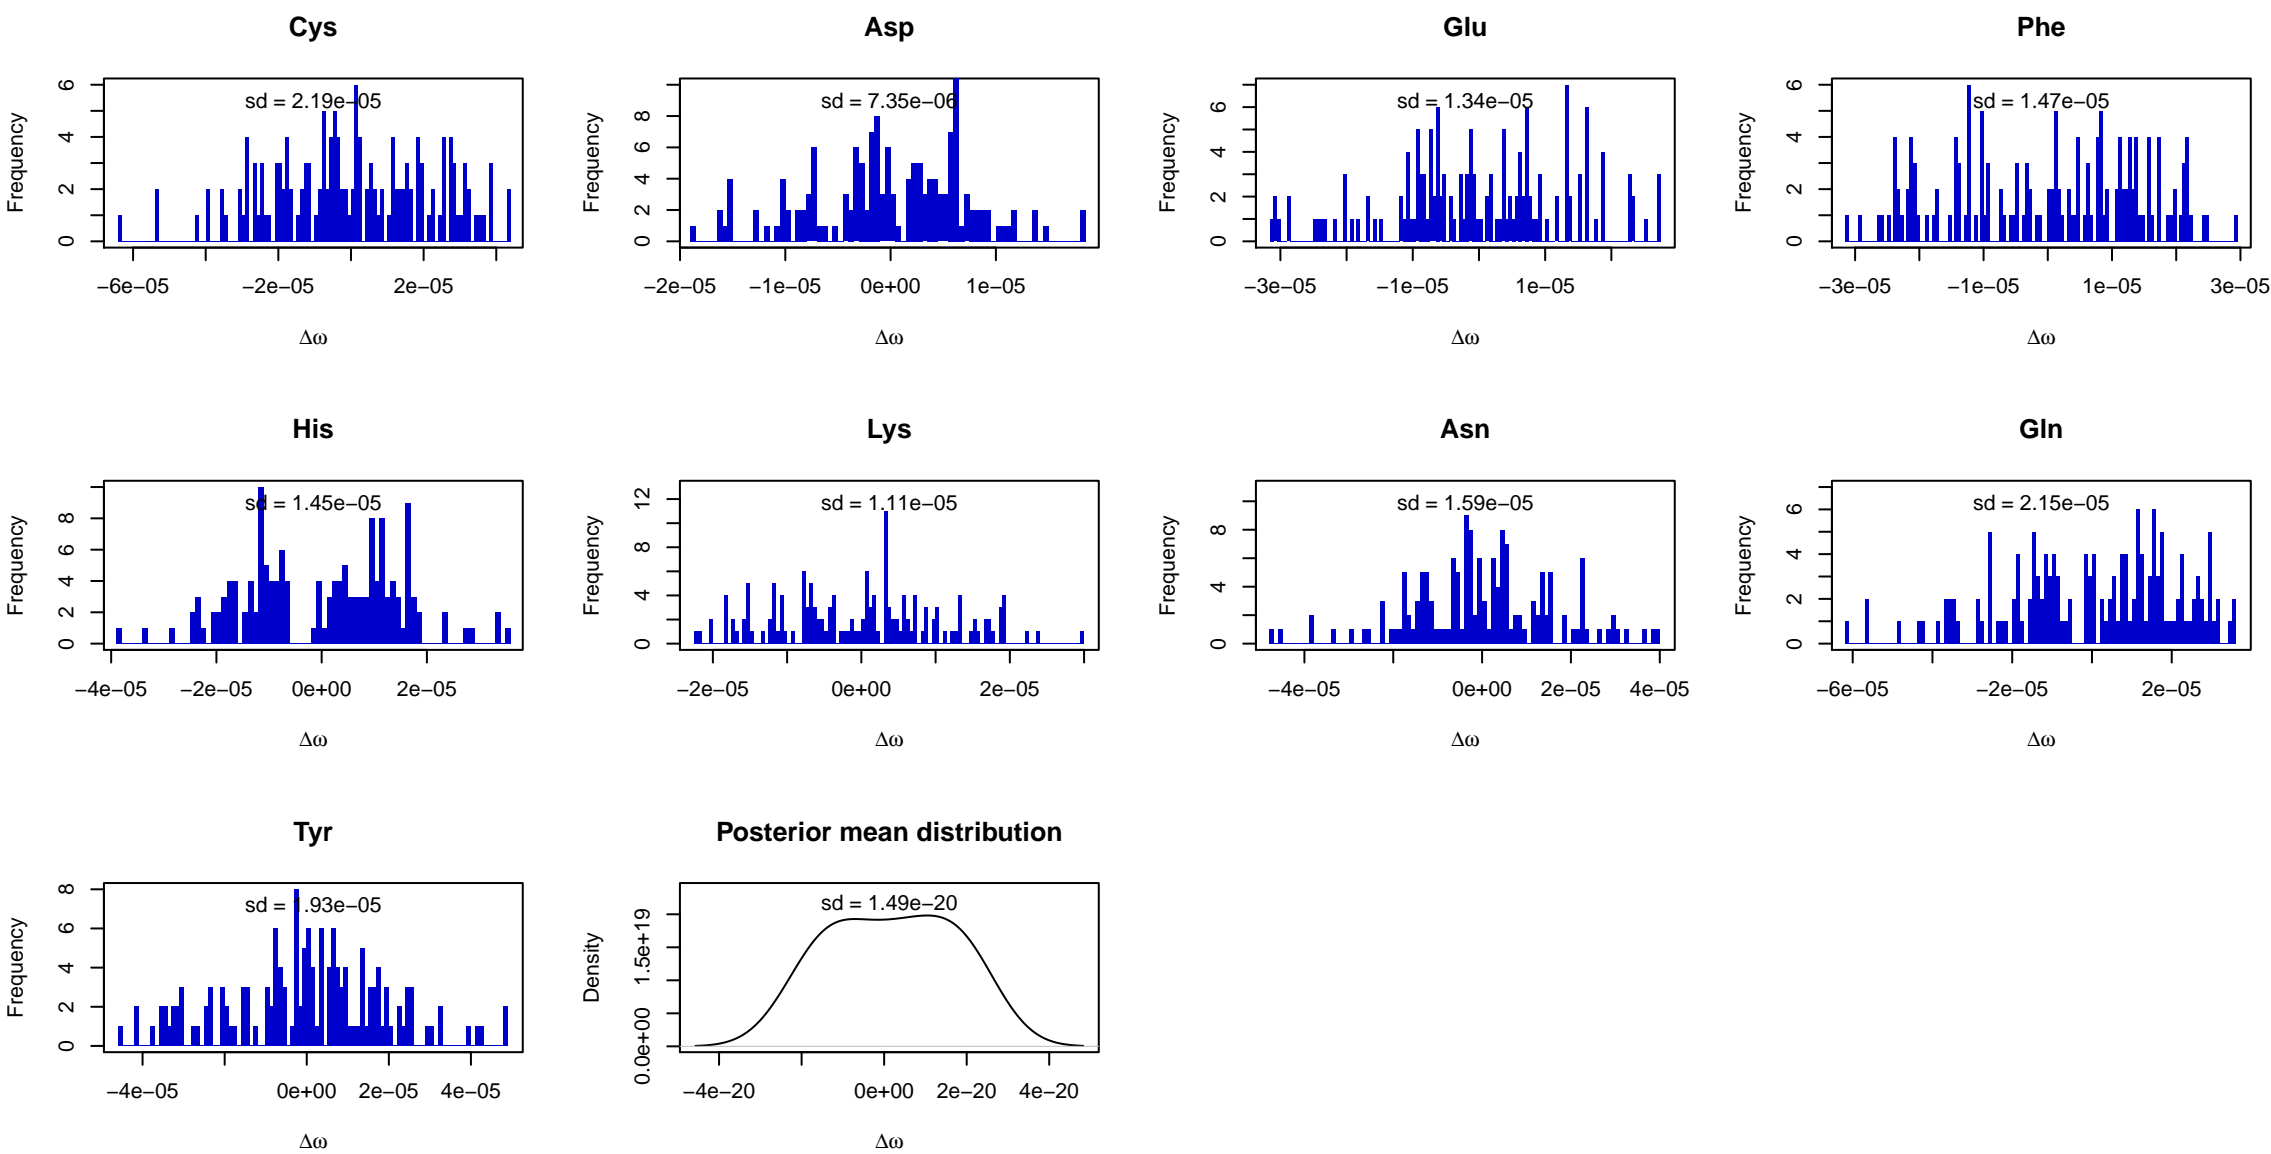 Cys
Asp
Glu
Phe
sd = 2.19e−05
sd = 7.35e−06
sd = 1.34e−05
sd = 1.47e−05
Frequency
0 2 4 6
−6e−05 −2e−05 2e−05
Δω
Frequency
0 2 4 6 8
−2e−05 −1e−05 0e+00 1e−05
Δω
Frequency
0 2 4 6
−3e−05 −1e−05 1e−05
Δω
Frequency
0 2 4 6
−3e−05 −1e−05 1e−05 3e−05
Δω
His
Lys
Asn
Gln
sd = 1.45e−05
sd = 1.11e−05
sd = 1.59e−05
sd = 2.15e−05
Frequency
0 2 4 6 8
−4e−05 −2e−05 0e+00 2e−05
Δω
Frequency
0 4 8 12
−2e−05 0e+00 2e−05
Δω
Frequency
0 4 8
−4e−05 0e+00 2e−05 4e−05
Δω
Frequency
0 2 4 6
−6e−05 −2e−05 2e−05
Δω
Tyr
Posterior mean distribution
sd = 1.93e−05
sd = 1.49e−20
Frequency
0 2 4 6 8
−4e−05 0e+00 2e−05 4e−05
Δω
Density
0.0e+00 1.5e+19
−4e−20 0e+00 2e−20 4e−20
Δω